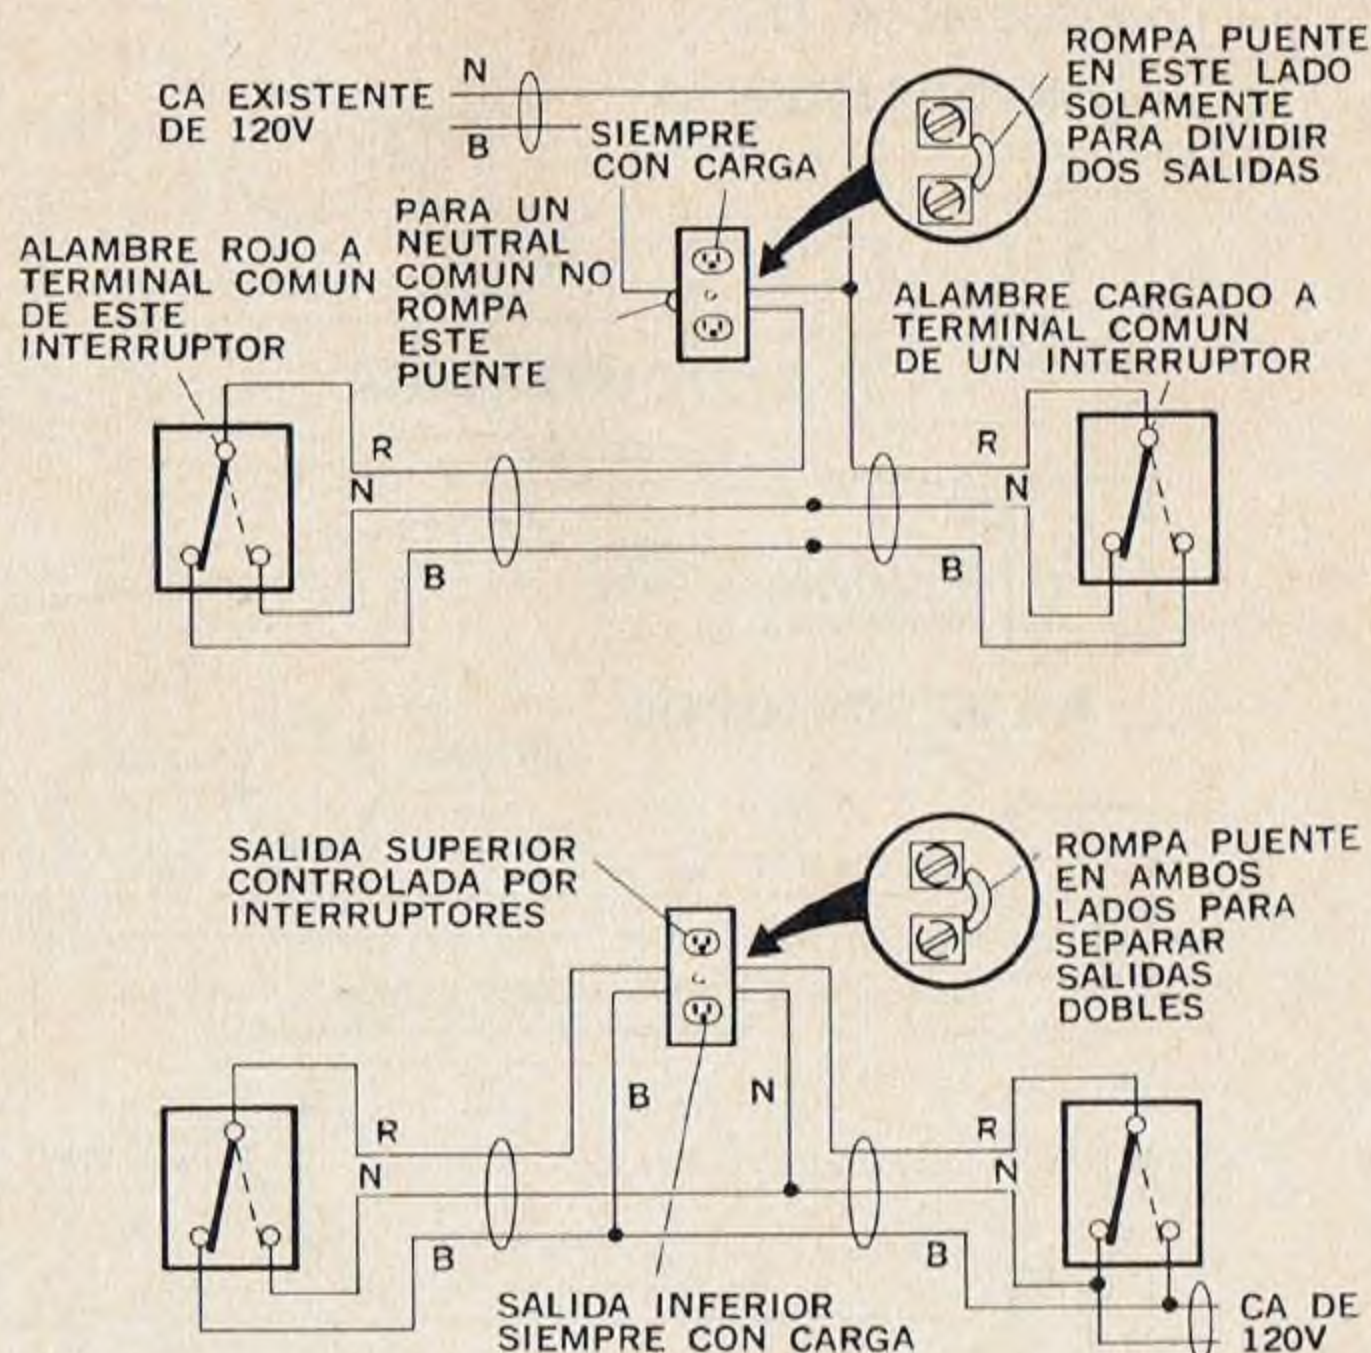 ROMPA PUENTE
EN ESTE LADO
SOLAMENTE
PARA DIVIDIR
DOS SALIDAS
CA EXISTENTE
DE 120V
N
B
SIEMPRE
CON CARGA
PARA UN
NEUTRAL
COMUN NO
ROMPA
ESTE
PUENTE
ALAMBRE ROJO A
TERMINAL COMUN
DE ESTE
INTERRUPTOR
ALAMBRE CARGADO A
TERMINAL COMUN
DE UN INTERRUPTOR
R
N
B
R
N
B
SALIDA SUPERIOR
CONTROLADA POR
INTERRUPTORES
ROMPA PUENTE
EN AMBOS
LADOS PARA
SEPARAR
SALIDAS
DOBLES
B
N
R
N
B
R
N
B
SALIDA INFERIOR
SIEMPRE CON CARGA
CA DE
120V